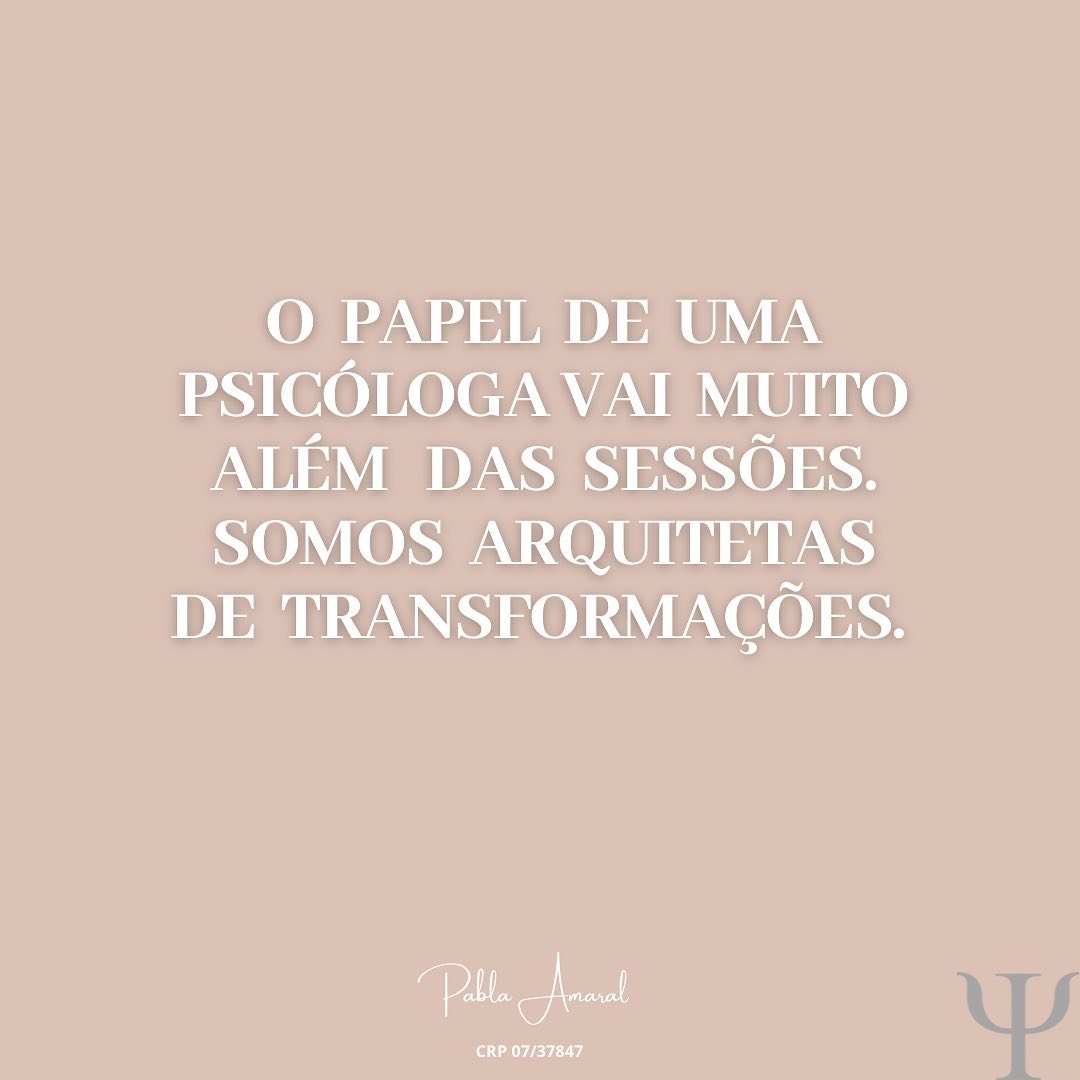 O PAPEL DE UMA
PSICÓLOGA VAI MUITO
ALÉM DAS SESSÕES.
SOMOS ARQUITETAS
DE TRANSFORMAÇÕES.
Pabla Amaral
CRP 07/37847
Ψ